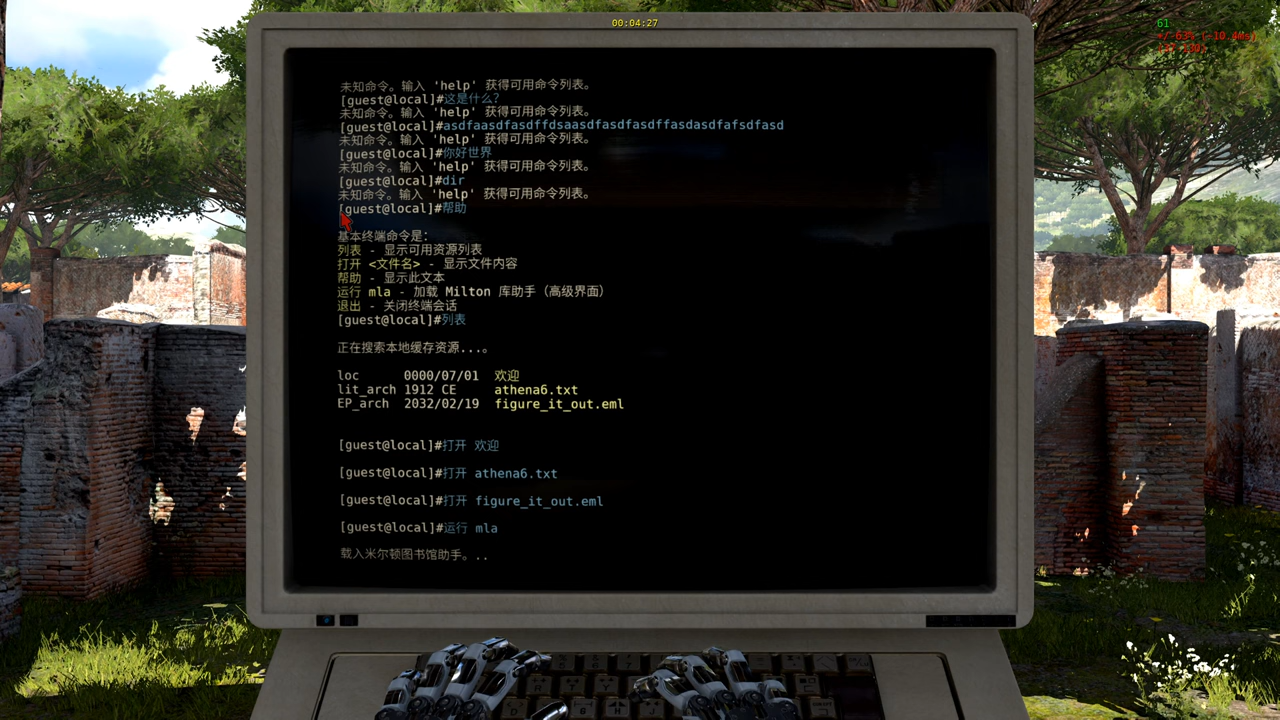 00:04:27
61
未知命令。输入 'help' 获得可用命令列表。
[guest@local]#这是什么?
未知命令。输入 'help' 获得可用命令列表。
[guest@local]#asdfaasdfasdffdsaasdfasdfasdffasdasdfafsdfasd
未知命令。输入 'help' 获得可用命令列表。
[guest@local]#你好世界
未知命令。输入 'help' 获得可用命令列表。
[guest@local]#dir
未知命令。输入 'help' 获得可用命令列表。
[guest@local]#帮助
基本终端命令是:
列表 - 显示可用资源列表
打开 <文件名> - 显示文件内容
帮助 - 显示此文本
运行 mla - 加载 Milton 库助手（高级界面）
退出 - 关闭终端会话
[guest@local]#列表
正在搜索本地缓存资源...。
loc 0000/07/01 欢迎
lit_arch 1912 CE athena6.txt
EP_arch 2032/02/19 figure_it_out.eml
[guest@local]#打开 欢迎
[guest@local]#打开 athena6.txt
[guest@local]#打开 figure_it_out.eml
[guest@local]#运行 mla
载入米尔顿图书馆助手。..